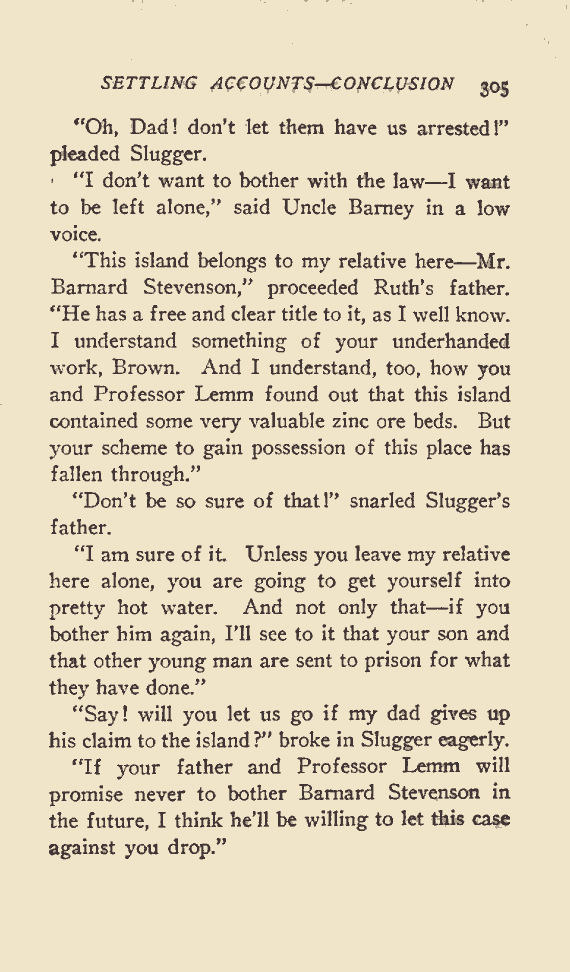 SETTLING ACCOUNTS—CONCLUSION 305
"Oh, Dad! don't let them have us arrested!"
pleaded Slugger.
"I don't want to bother with the law—I want
to be left alone," said Uncle Barney in a low
voice.
"This island belongs to my relative here—Mr.
Barnard Stevenson," proceeded Ruth's father.
"He has a free and clear title to it, as I well know.
I understand something of your underhanded
work, Brown. And I understand, too, how you
and Professor Lemm found out that this island
contained some very valuable zinc ore beds. But
your scheme to gain possession of this place has
fallen through."
"Don't be so sure of that!" snarled Slugger's
father.
"I am sure of it. Unless you leave my relative
here alone, you are going to get yourself into
pretty hot water. And not only that—if you
bother him again, I'll see to it that your son and
that other young man are sent to prison for what
they have done."
"Say! will you let us go if my dad gives up
his claim to the island?" broke in Slugger eagerly.
"If your father and Professor Lemm will
promise never to bother Barnard Stevenson in
the future, I think he'll be willing to let this case
against you drop."